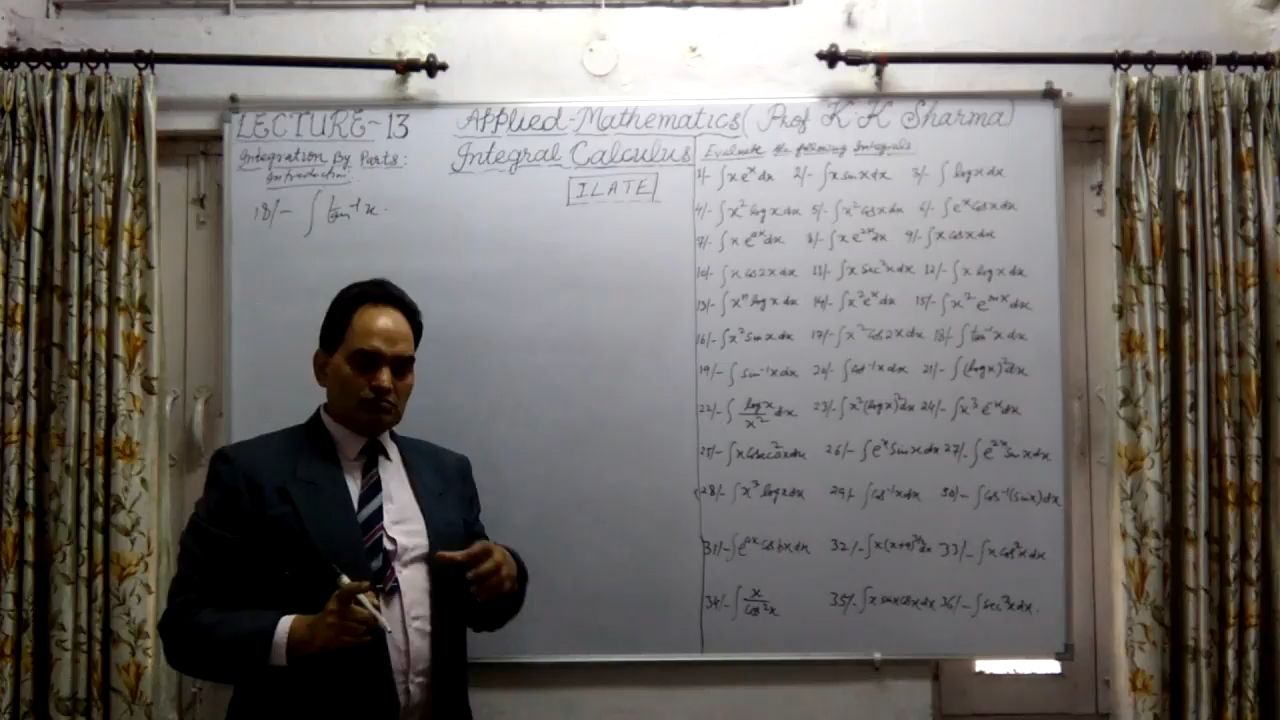 LECTURE-13
Applied-Mathematics( Prof K K Sharma)
Integration By Parts:
Introduction:
Integral Calculus
ILATE
18/- ∫ tan⁻¹x.
Evaluate the following Integrals
1/- ∫x eˣ dx 2/- ∫x sin x dx 3/- ∫ log x dx
4/- ∫x² log x dx 5/- ∫x² cos x dx 6/- ∫eˣ cos x dx
7/- ∫x eᵃˣ dx 8/- ∫x e²ˣ dx 9/- ∫x cos x dx
10/- ∫x cos 2x dx 11/- ∫x sec²x dx 12/- ∫x log x dx
13/- ∫xⁿ log x dx 14/- ∫x² eˣ dx 15/- ∫x² eᵐˣ dx
16/- ∫x² sin x dx 17/- ∫x² cos 2x dx 18/- ∫tan⁻¹x dx
19/- ∫ sin⁻¹x dx 20/- ∫cot⁻¹x dx 21/- ∫(log x)² dx
22/- ∫ log x/x² dx 23/- ∫x³(log x)² dx 24/- ∫x³ eˣ dx
25/- ∫x cosec²x dx 26/- ∫eˣ sin x dx 27/- ∫e²ˣ sin x dx
28/- ∫x³ log x dx 29/- ∫cos⁻¹x dx 30/- ∫cos⁻¹(sin x) dx
31/- ∫eᵃˣ cos bx dx 32/- ∫x(x+9) dx 33/- ∫x cos²x dx
34/- ∫ x/cos²x 35/- ∫x sin x cos x dx 36/- ∫sec³x dx.